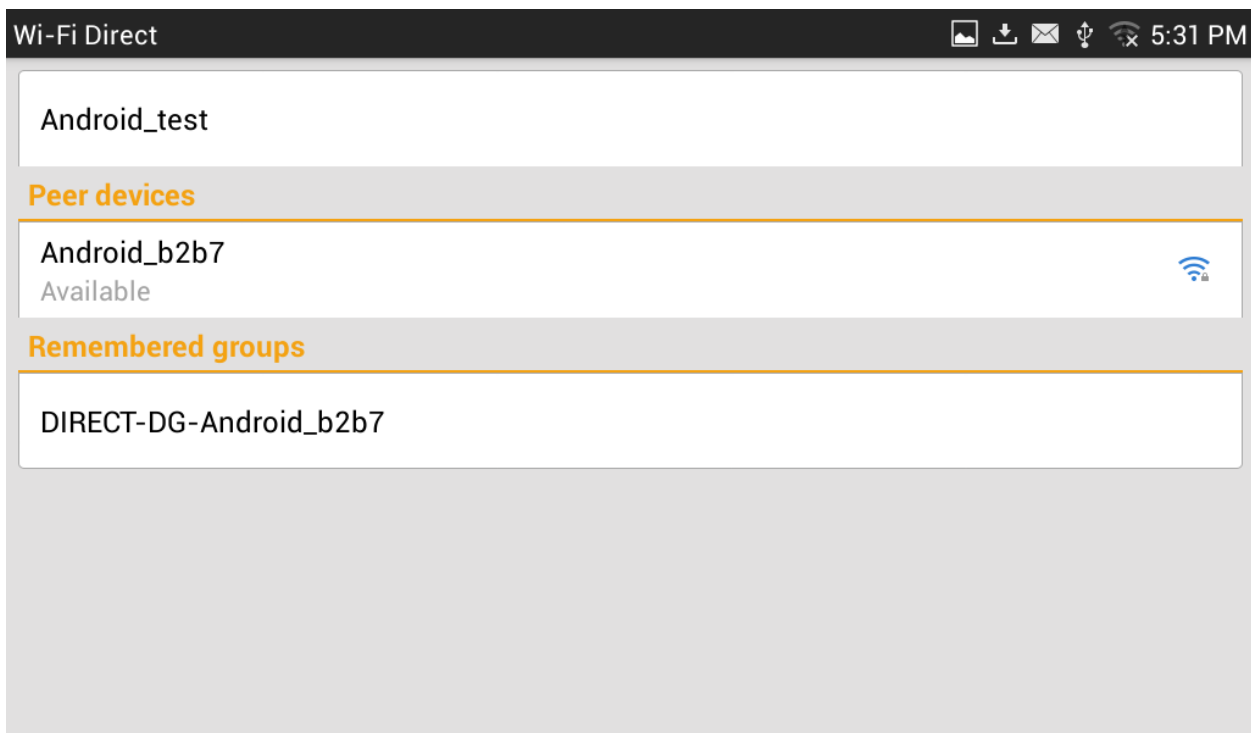 Wi-Fi Direct 5:31 PM
Android_test
Peer devices
Android_b2b7
Available
Remembered groups
DIRECT-DG-Android_b2b7